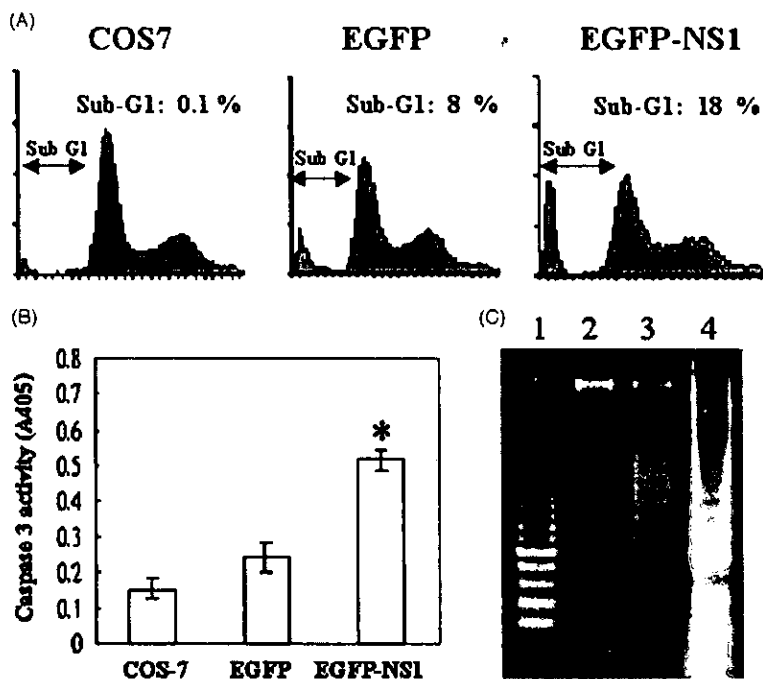 (A)
COS7 EGFP EGFP-NS1
Sub-G1: 0.1 % Sub-G1: 8 % Sub-G1: 18 %
Sub G1 Sub G1 Sub G1
(B)
Caspase 3 activity (A405)
0.8
0.7
0.6
0.5
0.4
0.3
0.2
0.1
0
*
COS-7 EGFP EGFP-NS1
(C)
1 2 3 4